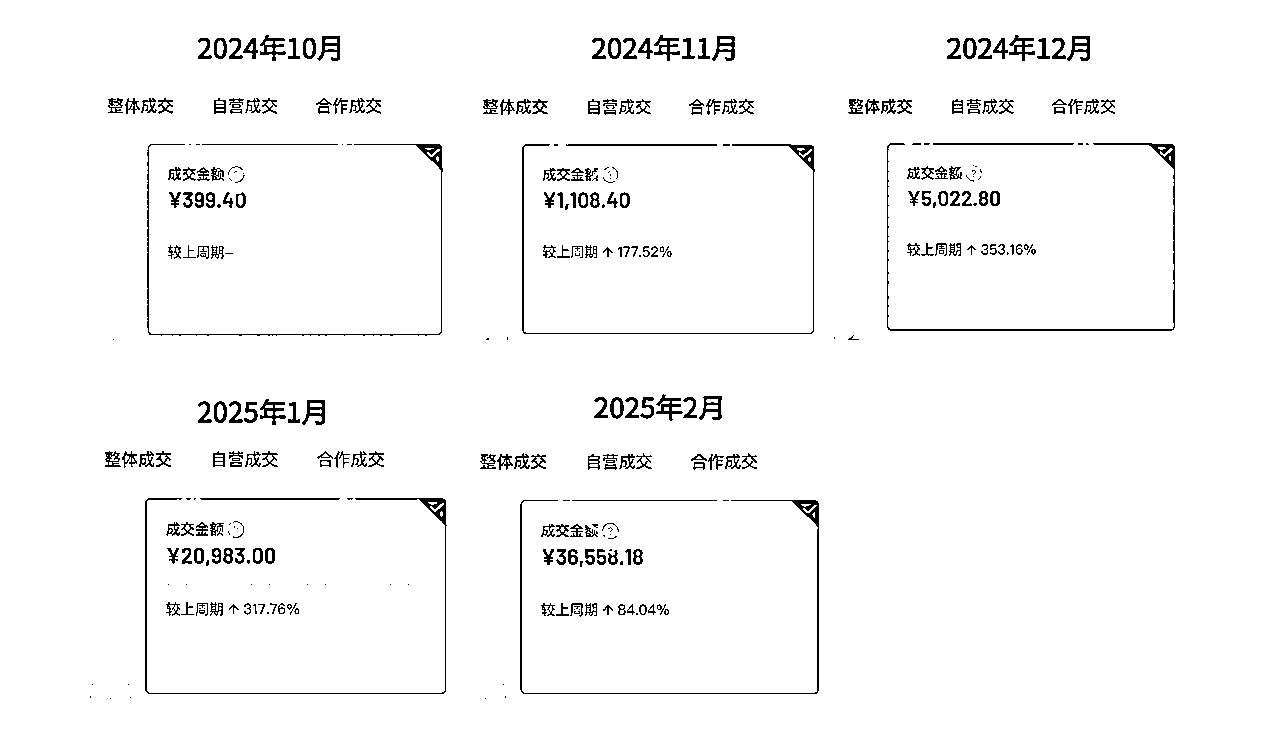 2024年10月
整体成交 自营成交 合作成交
成交金额
¥399.40
较上周期–
2024年11月
整体成交 自营成交 合作成交
成交金额
¥1,108.40
较上周期 ↑ 177.52%
2024年12月
整体成交 自营成交 合作成交
成交金额 ?
¥5,022.80
较上周期 ↑ 353.16%
2025年1月
整体成交 自营成交 合作成交
成交金额
¥20,983.00
较上周期 ↑ 317.76%
2025年2月
整体成交 自营成交 合作成交
成交金额 ?
¥36,558.18
较上周期 ↑ 84.04%